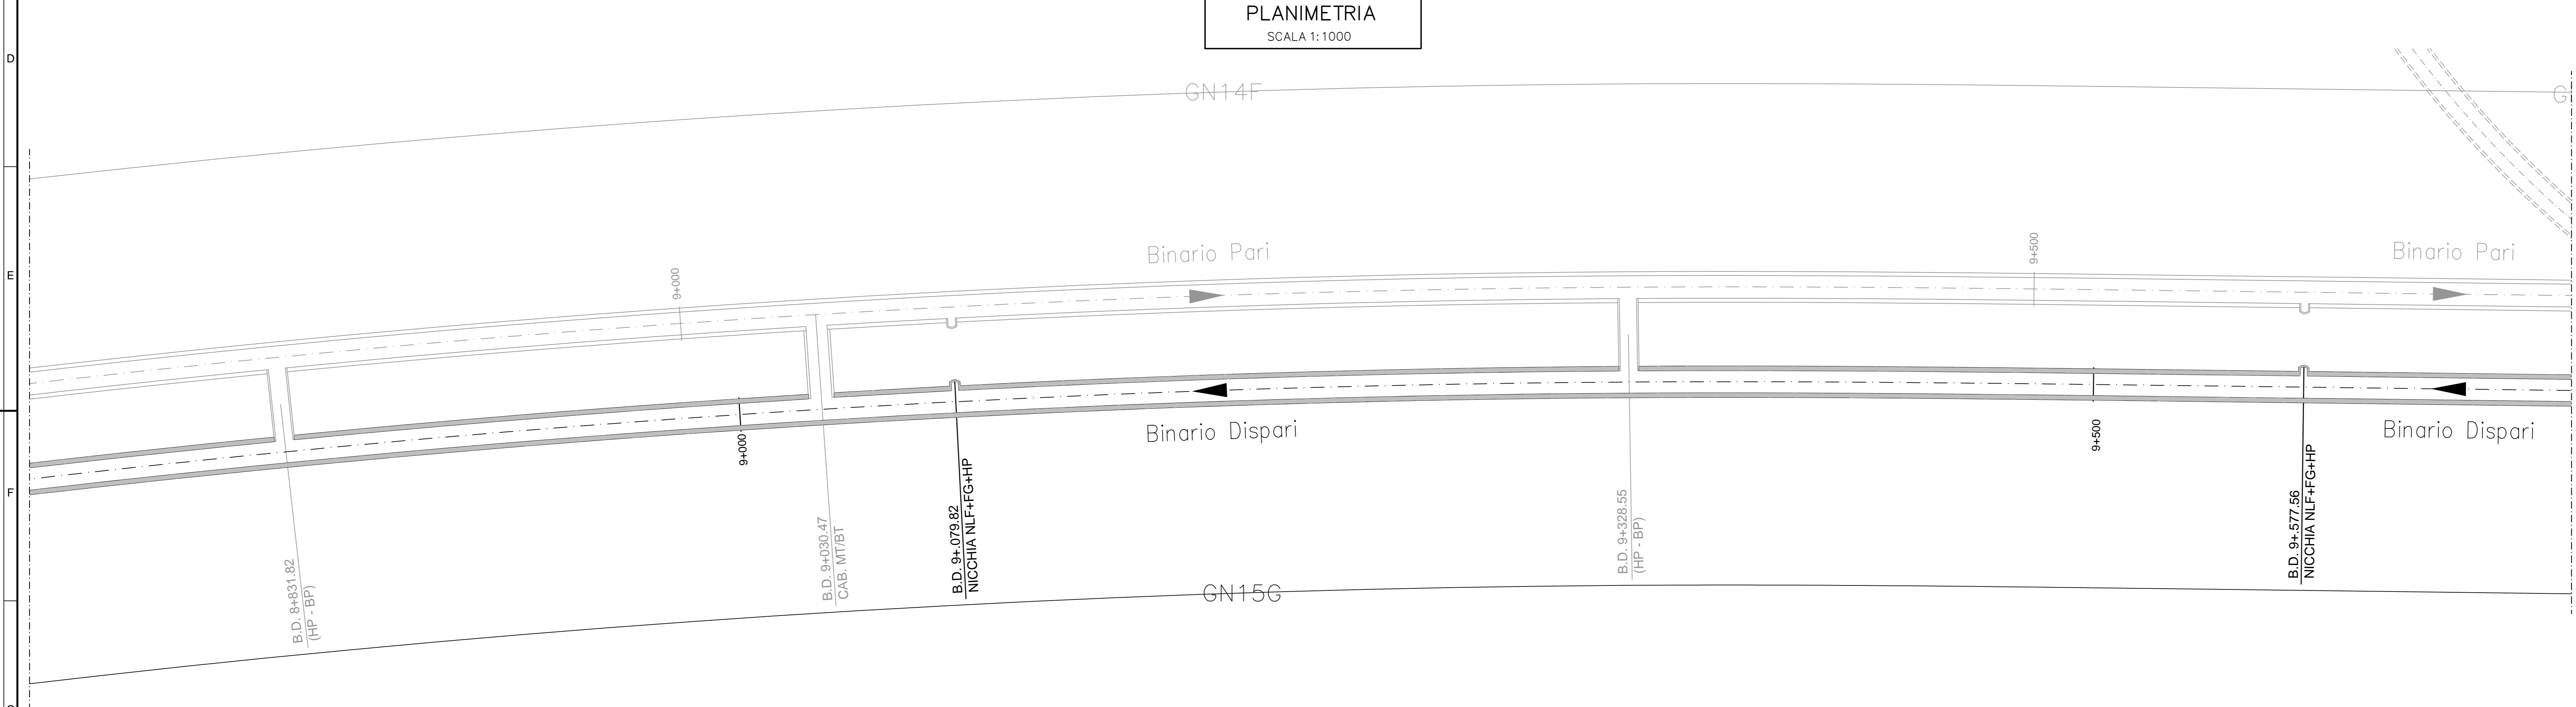 PLANIMETRIA
SCALA 1:1000
D
GN14F
G
Binario Pari
Binario Pari
9+000
9+500
E
Binario Dispari
Binario Dispari
9+000
9+500
F
B.D. 8+831.82
(HP - BP)
B.D. 9+030.47
CAB. MT/BT
B.D. 9+.079.82
NICCHIA NLF+FG+HP
B.D. 9+328.55
(HP - BP)
B.D. 9+.577.56
NICCHIA NLF+FG+HP
GN15G